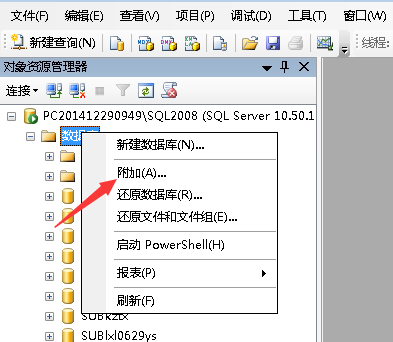 文件(F) 编辑(E) 查看(V) 项目(P) 调试(D) 工具(T) 窗口(W)
新建查询(N) 线程:
对象资源管理器
连接
PC201412290949\SQL2008 (SQL Server 10.50.1
新建数据库(N)...
附加(A)...
还原数据库(R)...
还原文件和文件组(E)...
启动 PowerShell(H)
报表(P)
刷新(F)
SUBkztx
SUBlxl0629ys